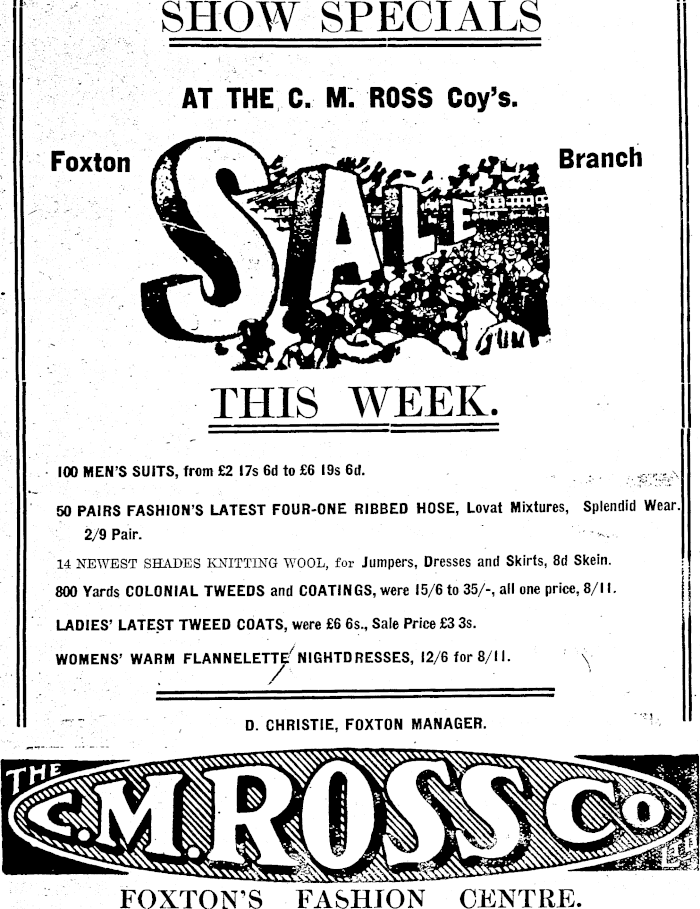 SHOW SPECIALS
AT THE C. M. ROSS Coy's.
Foxton
Branch
SALE
THIS WEEK.
100 MEN'S SUITS, from £2 17s 6d to £6 19s 6d.
50 PAIRS FASHION'S LATEST FOUR-ONE RIBBED HOSE, Lovat Mixtures, Splendid Wear.
2/9 Pair.
14 NEWEST SHADES KNITTING WOOL, for Jumpers, Dresses and Skirts, 8d Skein.
800 Yards COLONIAL TWEEDS and COATINGS, were 15/6 to 35/-, all one price, 8/11.
LADIES' LATEST TWEED COATS, were £6 6s., Sale Price £3 3s.
WOMENS' WARM FLANNELETTE NIGHTDRESSES, 12/6 for 8/11.
D. CHRISTIE, FOXTON MANAGER.
THE
C.M. ROSS Co
LTD
FOXTON'S FASHION CENTRE.